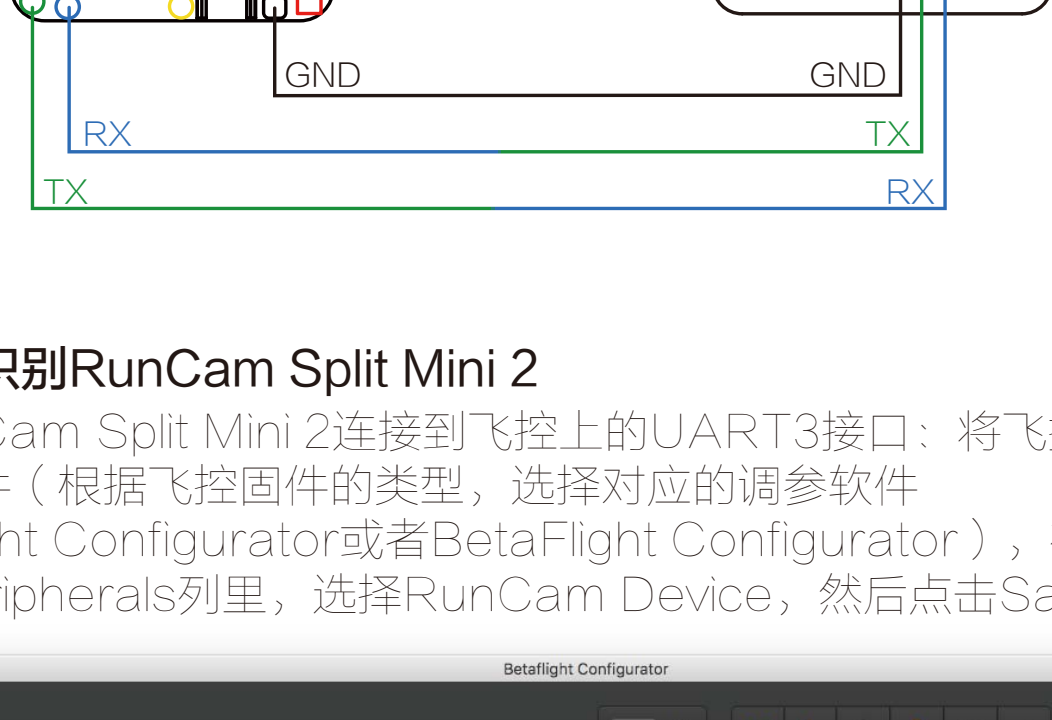 GND GND
RX TX
TX RX
识别RunCam Split Mini 2
Cam Split Mini 2连接到飞控上的UART3接口：将飞控
件（根据飞控固件的类型，选择对应的调参软件
ht Configurator或者BetaFlight Configurator），
ripherals列里，选择RunCam Device，然后点击Sa
Betaflight Configurator